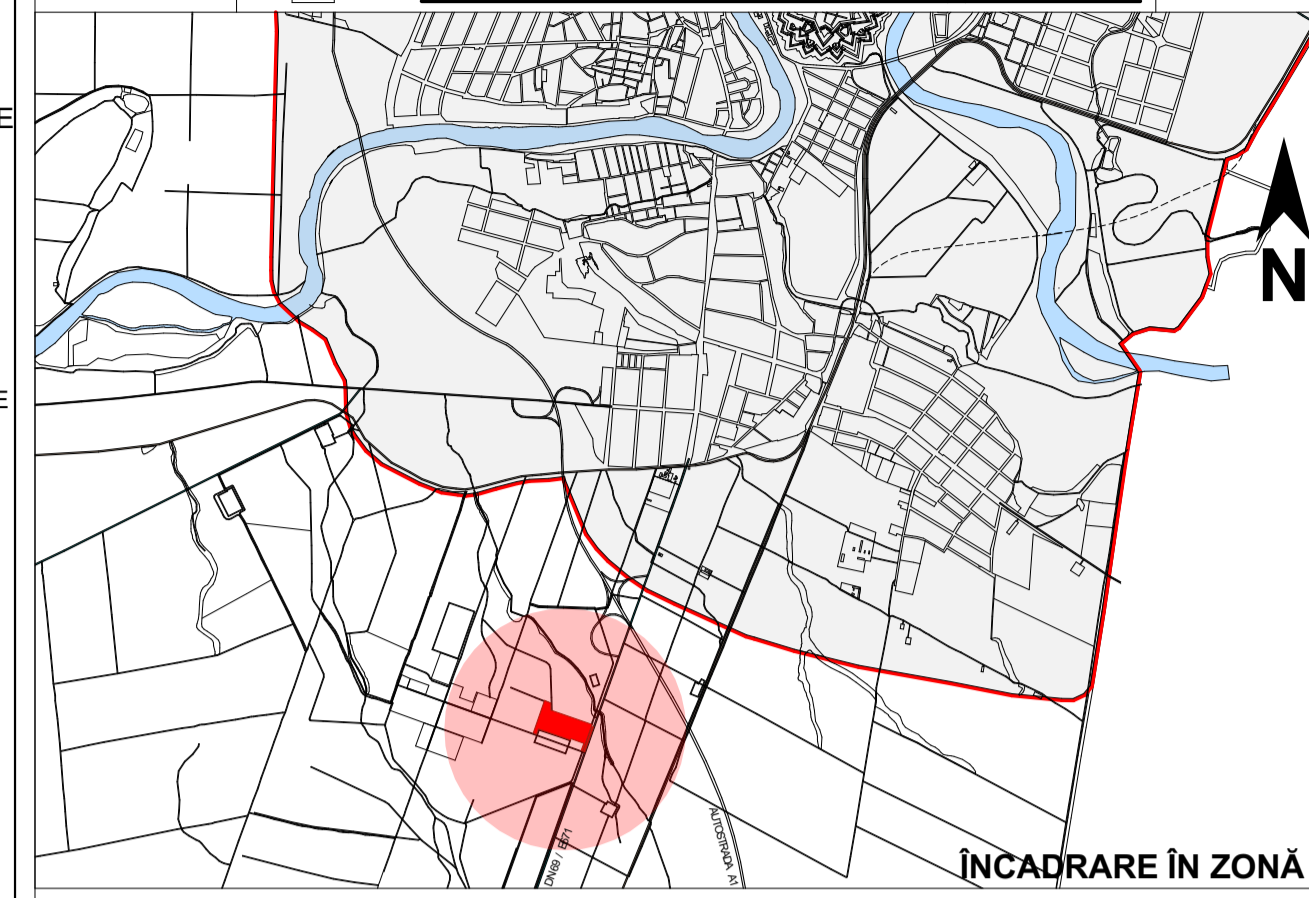 E
E
N
DN69 / E671
AUTOSTRADA A1
ÎNCADRARE ÎN ZONĂ